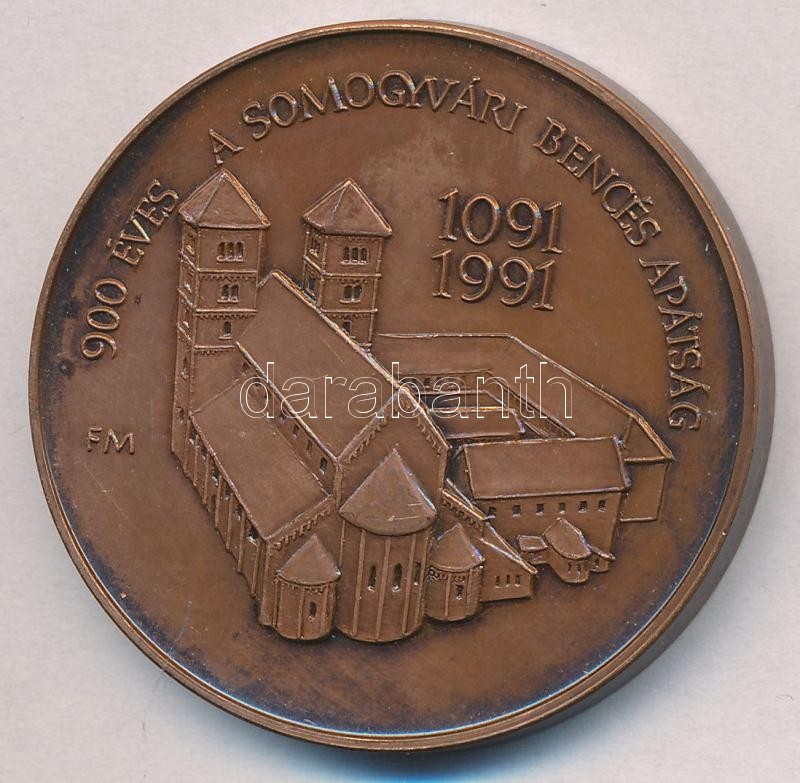 900 ÉVES A SOMOGYVÁRI BENCÉS APÁTSÁG
1091
1991
FM
darabanth